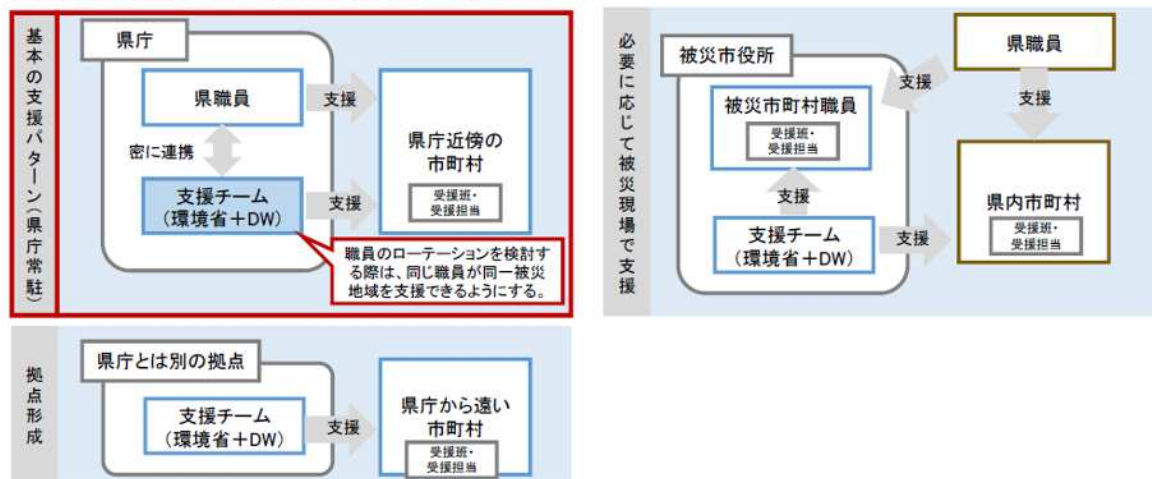 基本の支援パターン（県庁常駐）
県庁
県職員
支援
密に連携
支援チーム
（環境省＋DW）
支援
県庁近傍の
市町村
受援班・
受援担当
職員のローテーションを検討す
る際は、同じ職員が同一被災
地域を支援できるようにする。
拠点形成
県庁とは別の拠点
支援チーム
（環境省＋DW）
支援
県庁から遠い
市町村
受援班・
受援担当
必要に応じて被災現場で支援
被災市役所
県職員
支援
支援
被災市町村職員
受援班・
受援担当
支援
支援チーム
（環境省＋DW）
支援
県内市町村
受援班・
受援担当